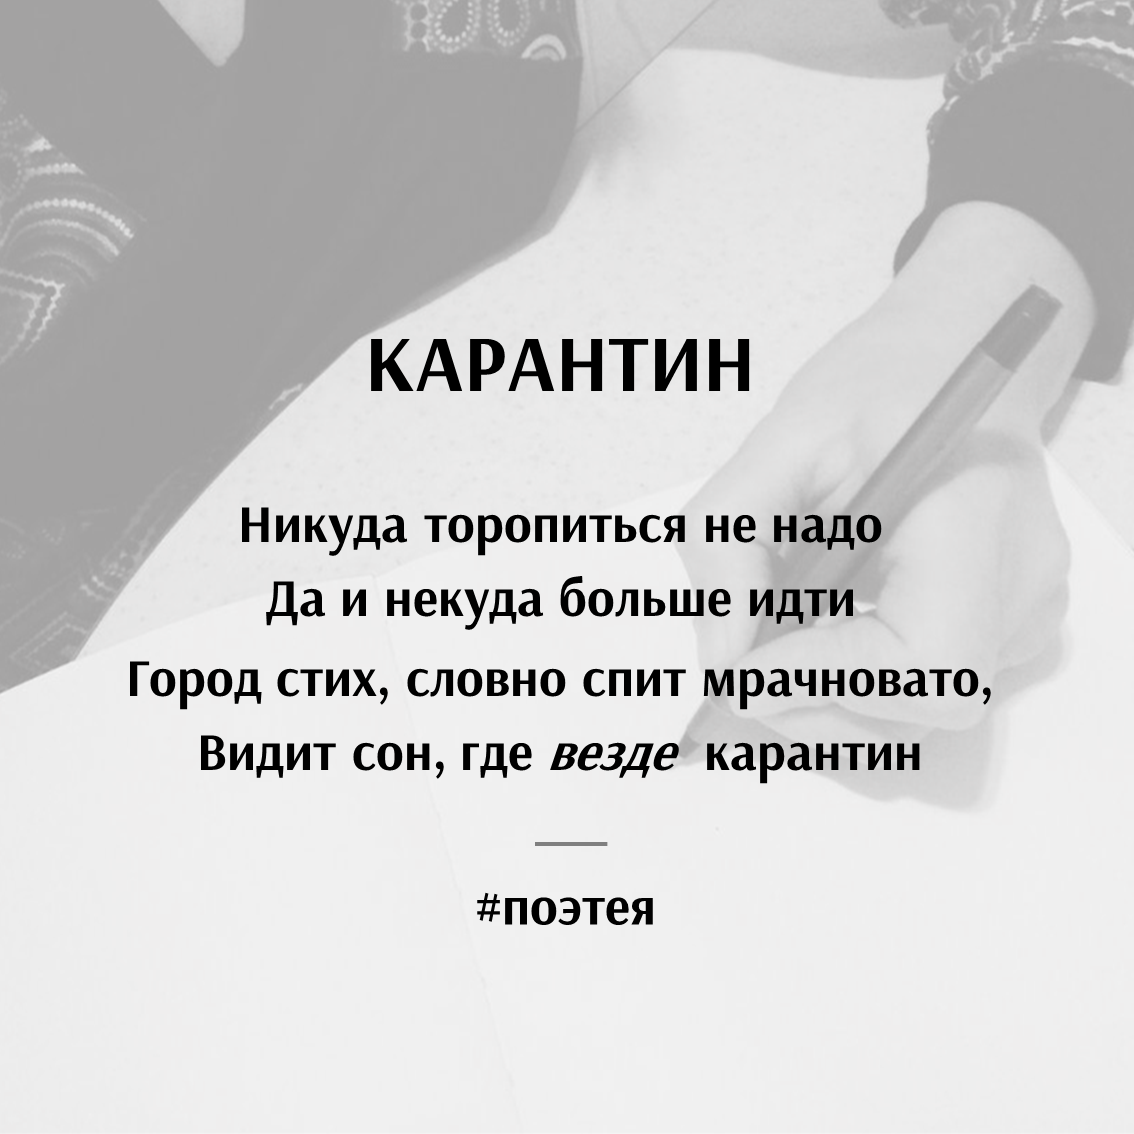 КАРАНТИН
Никуда торопиться не надо
Да и некуда больше идти
Город стих, словно спит мрачновато,
Видит сон, где везде карантин
#поэтея